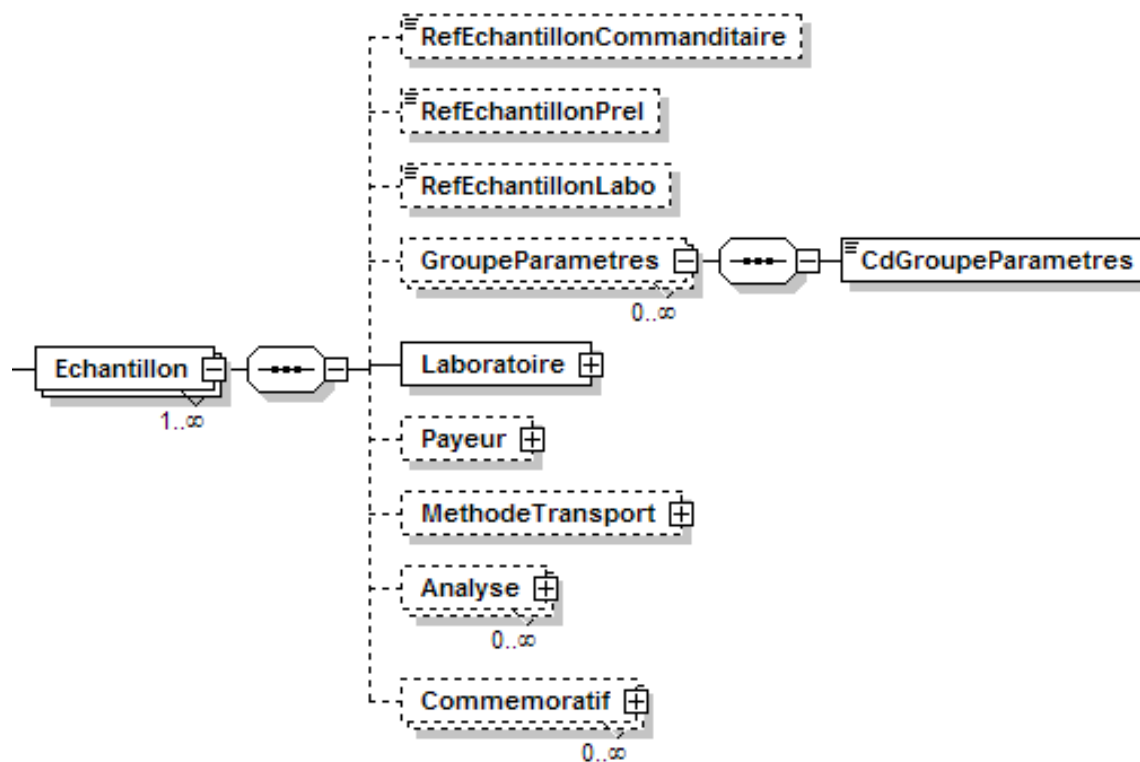 RefEchantillonCommanditaire
RefEchantillonPrel
RefEchantillonLabo
GroupeParametres
CdGroupeParametres
0..∞
Echantillon
1..∞
Laboratoire
Payeur
MethodeTransport
Analyse
0..∞
Commemoratif
0..∞